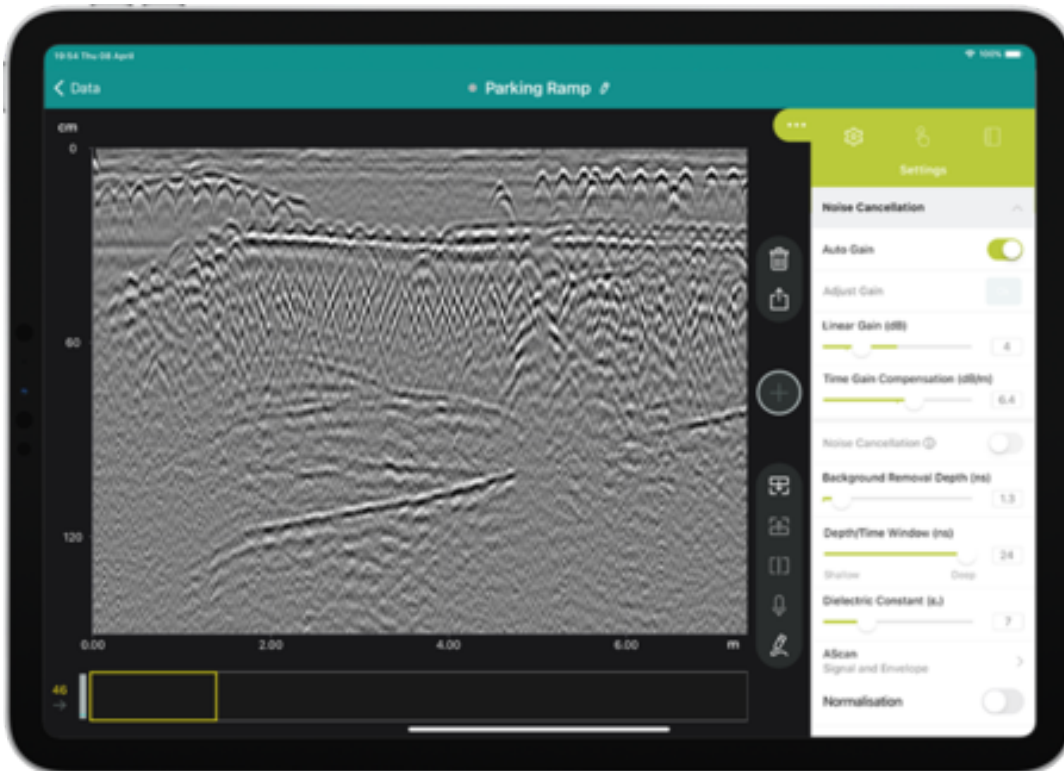 19:54 Thu 08 April
100%
Data
Parking Ramp
Settings
cm
0
60
120
0.00
2.00
4.00
6.00
m
46
Noise Cancellation
Auto Gain
Adjust Gain
Linear Gain (dB)
4
Time Gain Compensation (dB/m)
6.4
Noise Cancellation
Background Removal Depth (ns)
1.3
Depth/Time Window (ns)
24
Shallow
Deep
Dielectric Constant (εᵣ)
7
AScan
Signal and Envelope
Normalisation